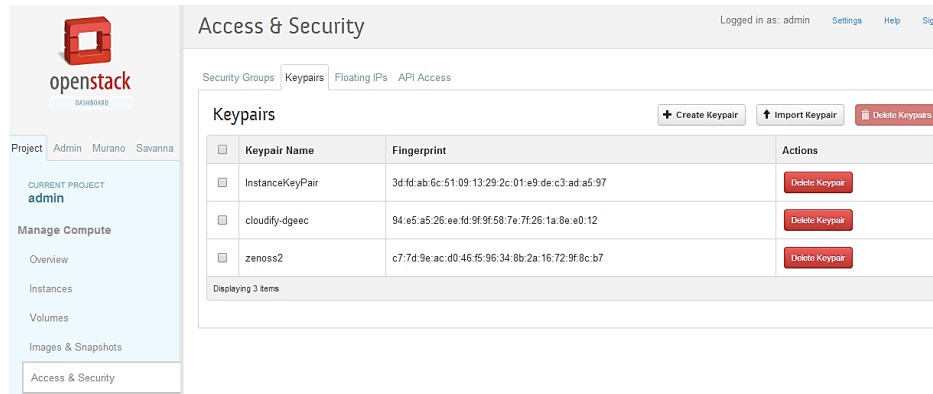 Access & Security
Logged in as: admin
Settings
Help
openstack
DASHBOARD
Security Groups
Keypairs
Floating IPs
API Access
Keypairs
Create Keypair
Import Keypair
Delete Keypairs
Project
Admin
Murano
Savanna
Keypair Name
Fingerprint
Actions
CURRENT PROJECT
admin
InstanceKeyPair
3d:fd:ab:6c:51:09:13:29:2c:01:e9:de:c3:ad:a5:97
Delete Keypair
cloudify-dgeec
94:e5:a5:26:ee:fd:9f:9f:58:7e:7f:26:1a:8e:e0:12
Delete Keypair
zenoss2
c7:7d:9e:ac:d0:46:f5:96:34:8b:2a:16:72:9f:8c:b7
Delete Keypair
Displaying 3 items
Manage Compute
Overview
Instances
Volumes
Images & Snapshots
Access & Security